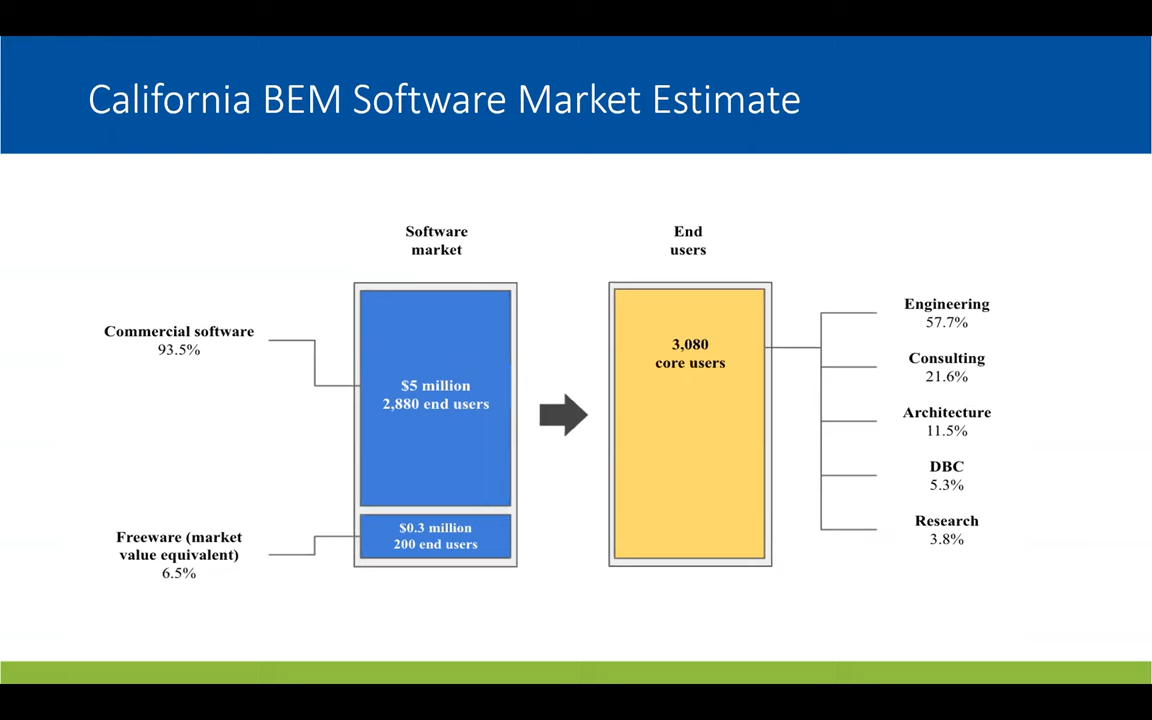 California BEM Software Market Estimate
Software
market
End
users
Commercial software
93.5%
$5 million
2,880 end users
Freeware (market
value equivalent)
6.5%
$0.3 million
200 end users
3,080
core users
Engineering
57.7%
Consulting
21.6%
Architecture
11.5%
DBC
5.3%
Research
3.8%